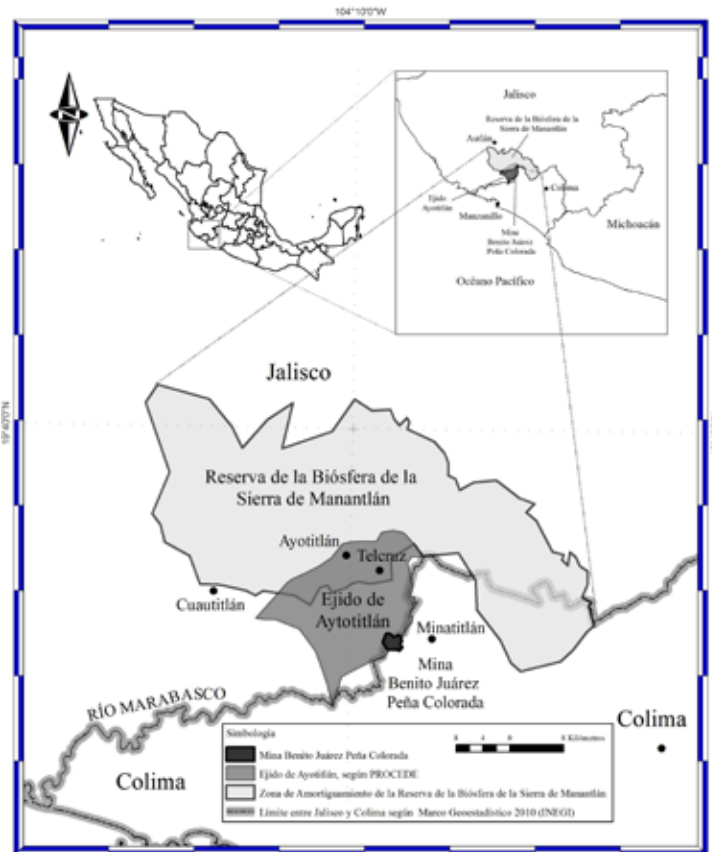 104°10'0"W
Jalisco
Reserva de la Biósfera de la
Sierra de Manantlán
Autlán
Colima
Ejido
Ayotitlán
Manzanillo
Mina
Benito Juárez
Peña Colorada
Michoacán
Océano Pacífico
19°40'0"N
Jalisco
Reserva de la Biósfera de la
Sierra de Manantlán
Ayotitlán
Telcruz
Cuautitlán
Ejido de
Aytotitlán
Minatitlán
Mina
Benito Juárez
Peña Colorada
RÍO MARABASCO
Colima
Colima
Simbología
Kilómetros
Mina Benito Juárez Peña Colorada
Ejido de Ayotitlán, según PROCEDE
Zona de Amortiguamiento de la Reserva de la Biósfera de la Sierra de Manantlán
Límite entre Jalisco y Colima según Marco Geoestadístico 2010 (INEGI)